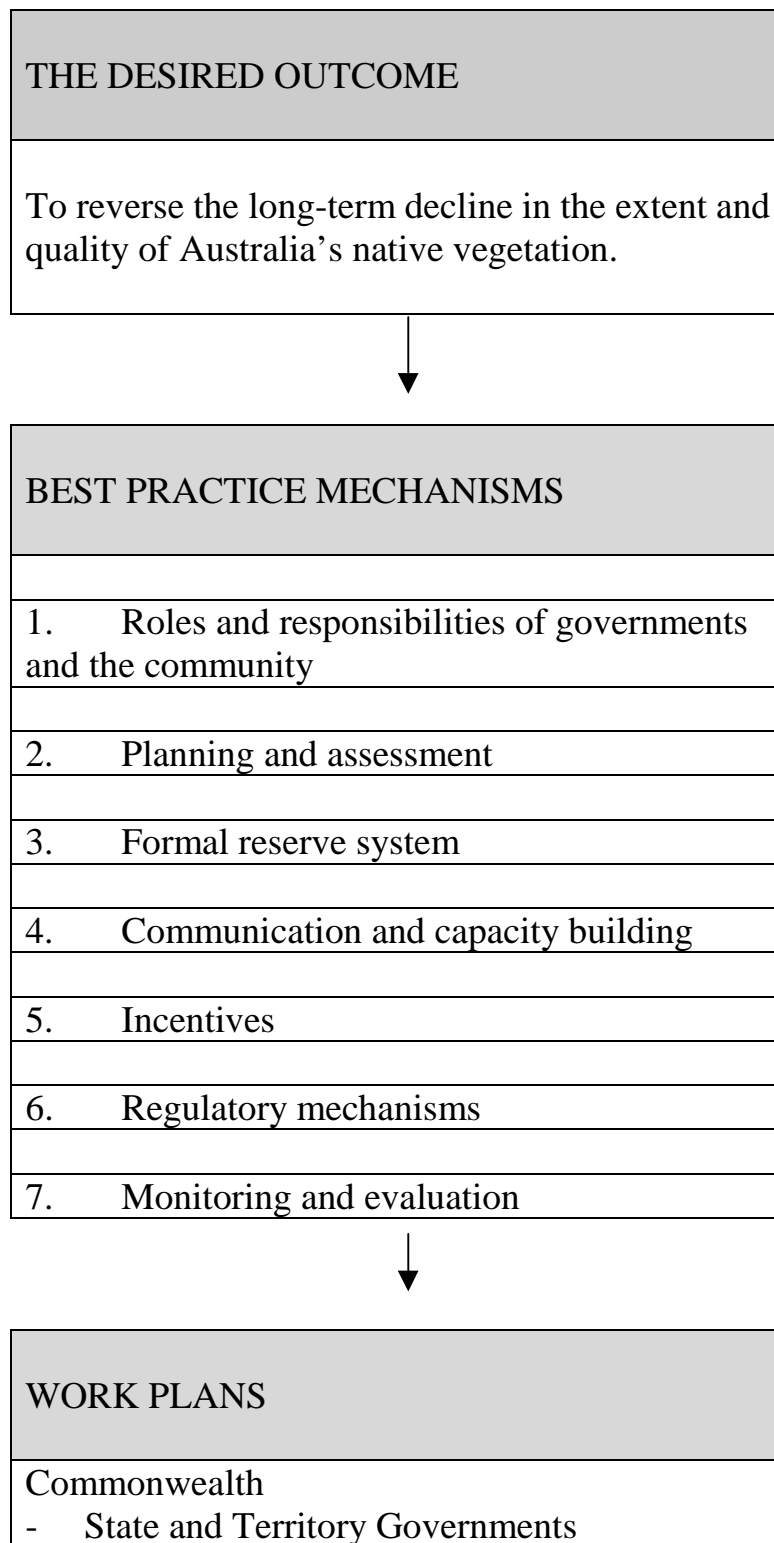 THE DESIRED OUTCOME
To reverse the long-term decline in the extent and
quality of Australia’s native vegetation.
BEST PRACTICE MECHANISMS
1. Roles and responsibilities of governments
and the community
2. Planning and assessment
3. Formal reserve system
4. Communication and capacity building
5. Incentives
6. Regulatory mechanisms
7. Monitoring and evaluation
WORK PLANS
Commonwealth
- State and Territory Governments